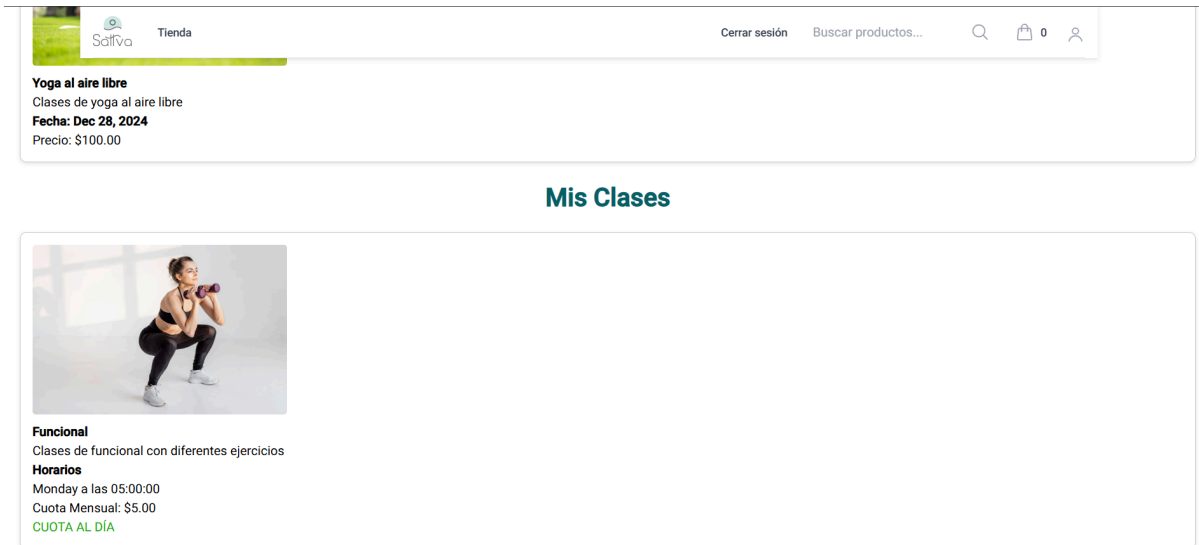 Sattva
Tienda
Cerrar sesión
Buscar productos...
0
Yoga al aire libre
Clases de yoga al aire libre
Fecha: Dec 28, 2024
Precio: $100.00
Mis Clases
Funcional
Clases de funcional con diferentes ejercicios
Horarios
Monday a las 05:00:00
Cuota Mensual: $5.00
CUOTA AL DÍA